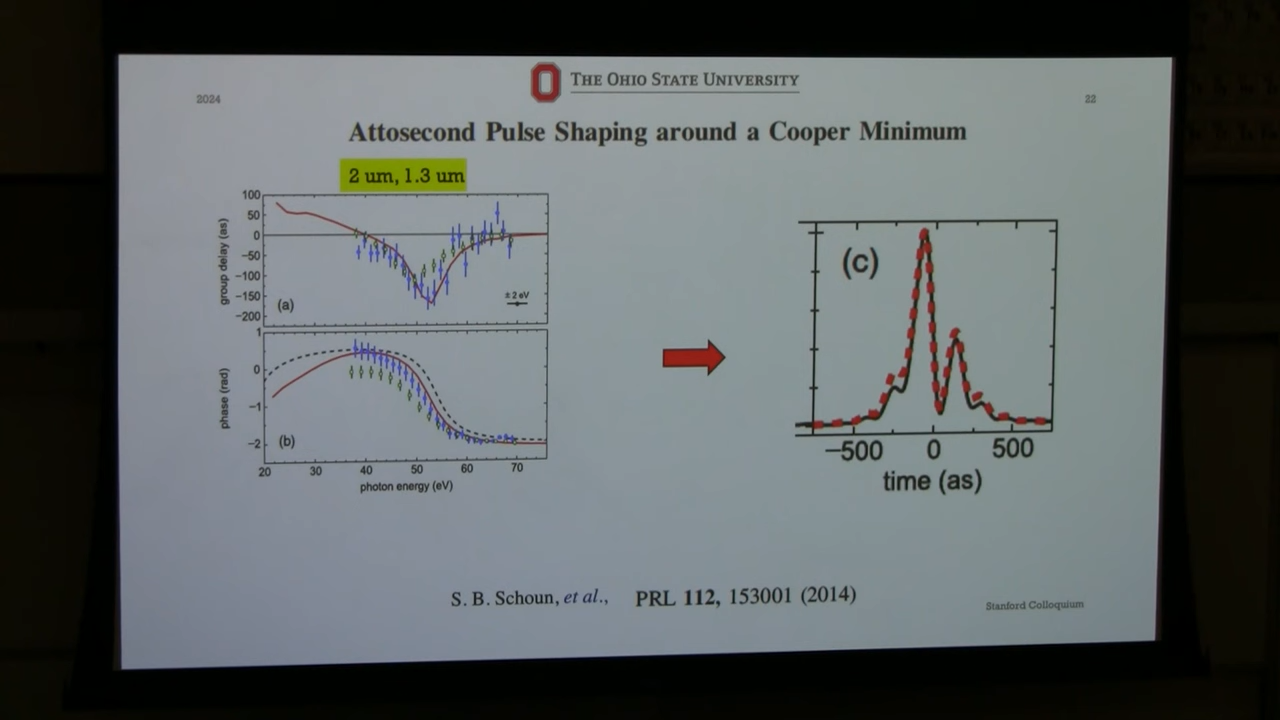 2024
THE OHIO STATE UNIVERSITY
22
Attosecond Pulse Shaping around a Cooper Minimum
2 um, 1.3 um
100
50
0
−50
−100
−150
−200
group delay (as)
(a)
± 2 eV
1
0
−1
−2
phase (rad)
(b)
20 30 40 50 60 70
photon energy (eV)
(c)
−500 0 500
time (as)
S. B. Schoun, et al., PRL 112, 153001 (2014)
Stanford Colloquium